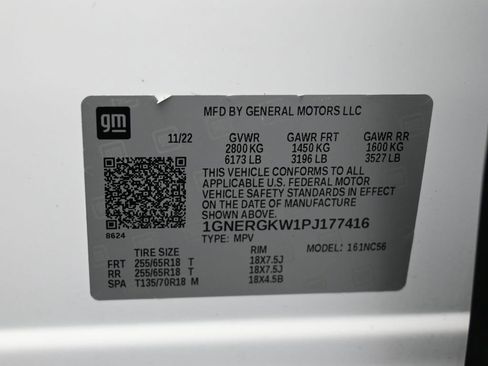 gm
MFD BY GENERAL MOTORS LLC
11/22 GVWR GAWR FRT GAWR RR
2800 KG 1450 KG 1600 KG
6173 LB 3196 LB 3527 LB
THIS VEHICLE CONFORMS TO ALL
APPLICABLE U.S. FEDERAL MOTOR
VEHICLE SAFETY STANDARDS IN EFFECT
ON THE DATE OF MANUFACTURE
SHOWN ABOVE.
1GNERGKW1PJ177416
8624
TYPE: MPV MODEL: 161NC56
TIRE SIZE RIM
FRT 255/65R18 T 18X7.5J
RR 255/65R18 T 18X7.5J
SPA T135/70R18 M 18X4.5B